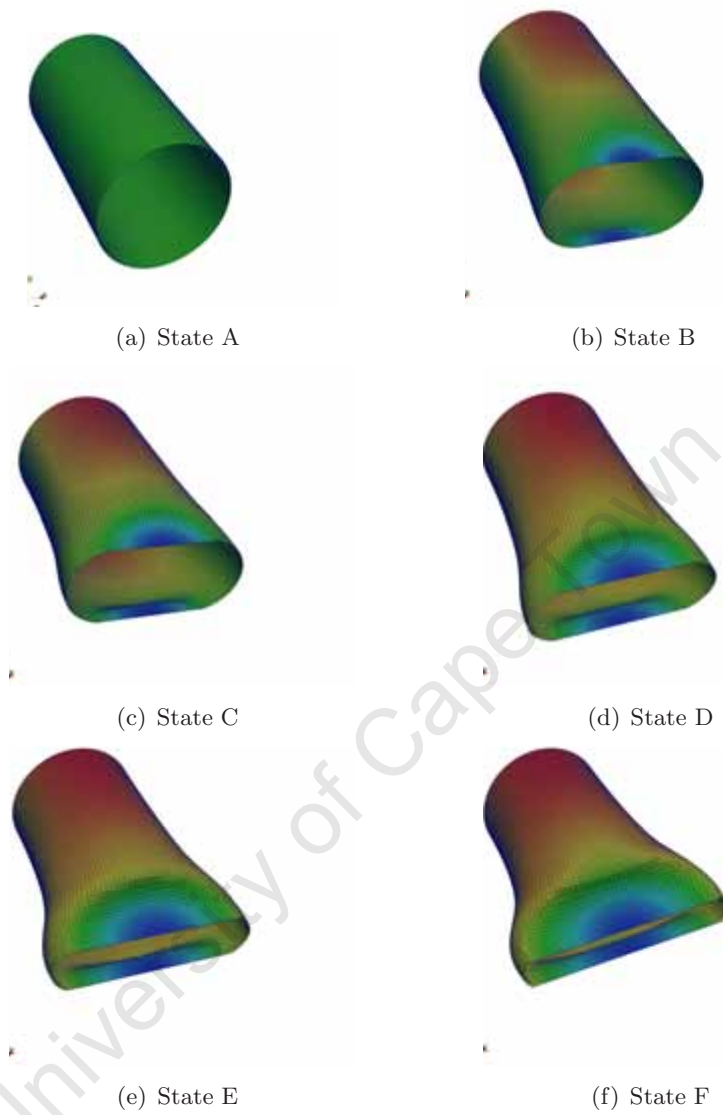 (a) State A
(b) State B
(c) State C
(d) State D
(e) State E
(f) State F
University of Cape Town